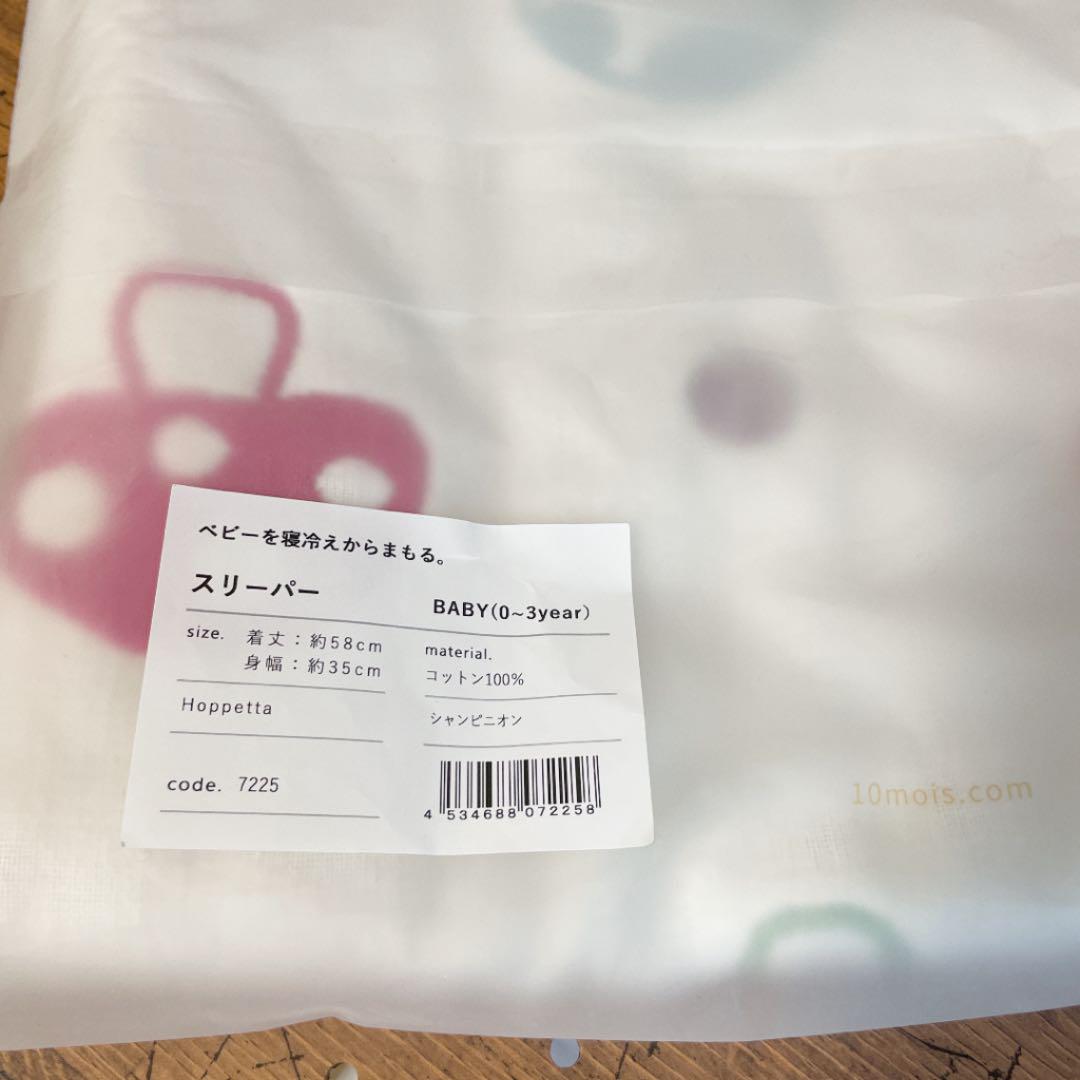 ベビーを寝冷えからまもる。
スリーパー
BABY(0~3year)
size. 着丈：約58cm
身幅：約35cm
material.
コットン100%
Hoppetta
シャンピニオン
code. 7225
4 534688 072258
10mois.com